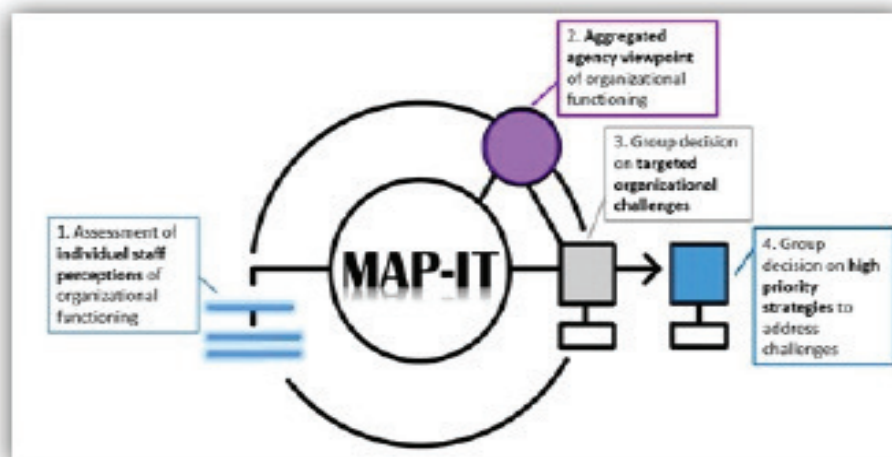 2. Aggregated
agency viewpoint
of organizational
functioning
3. Group decision
on targeted
organizational
challenges
1. Assessment of
individual staff
perceptions of
organizational
functioning
MAP-IT
4. Group
decision on high
priority
strategies to
address
challenges